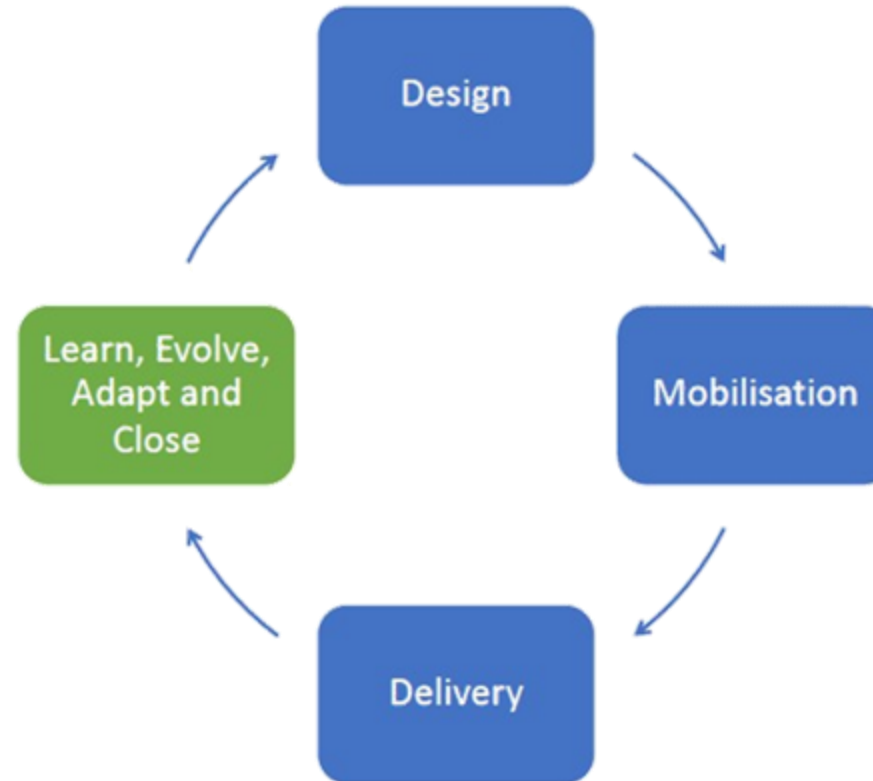 Design
Mobilisation
Delivery
Learn, Evolve,
Adapt and
Close